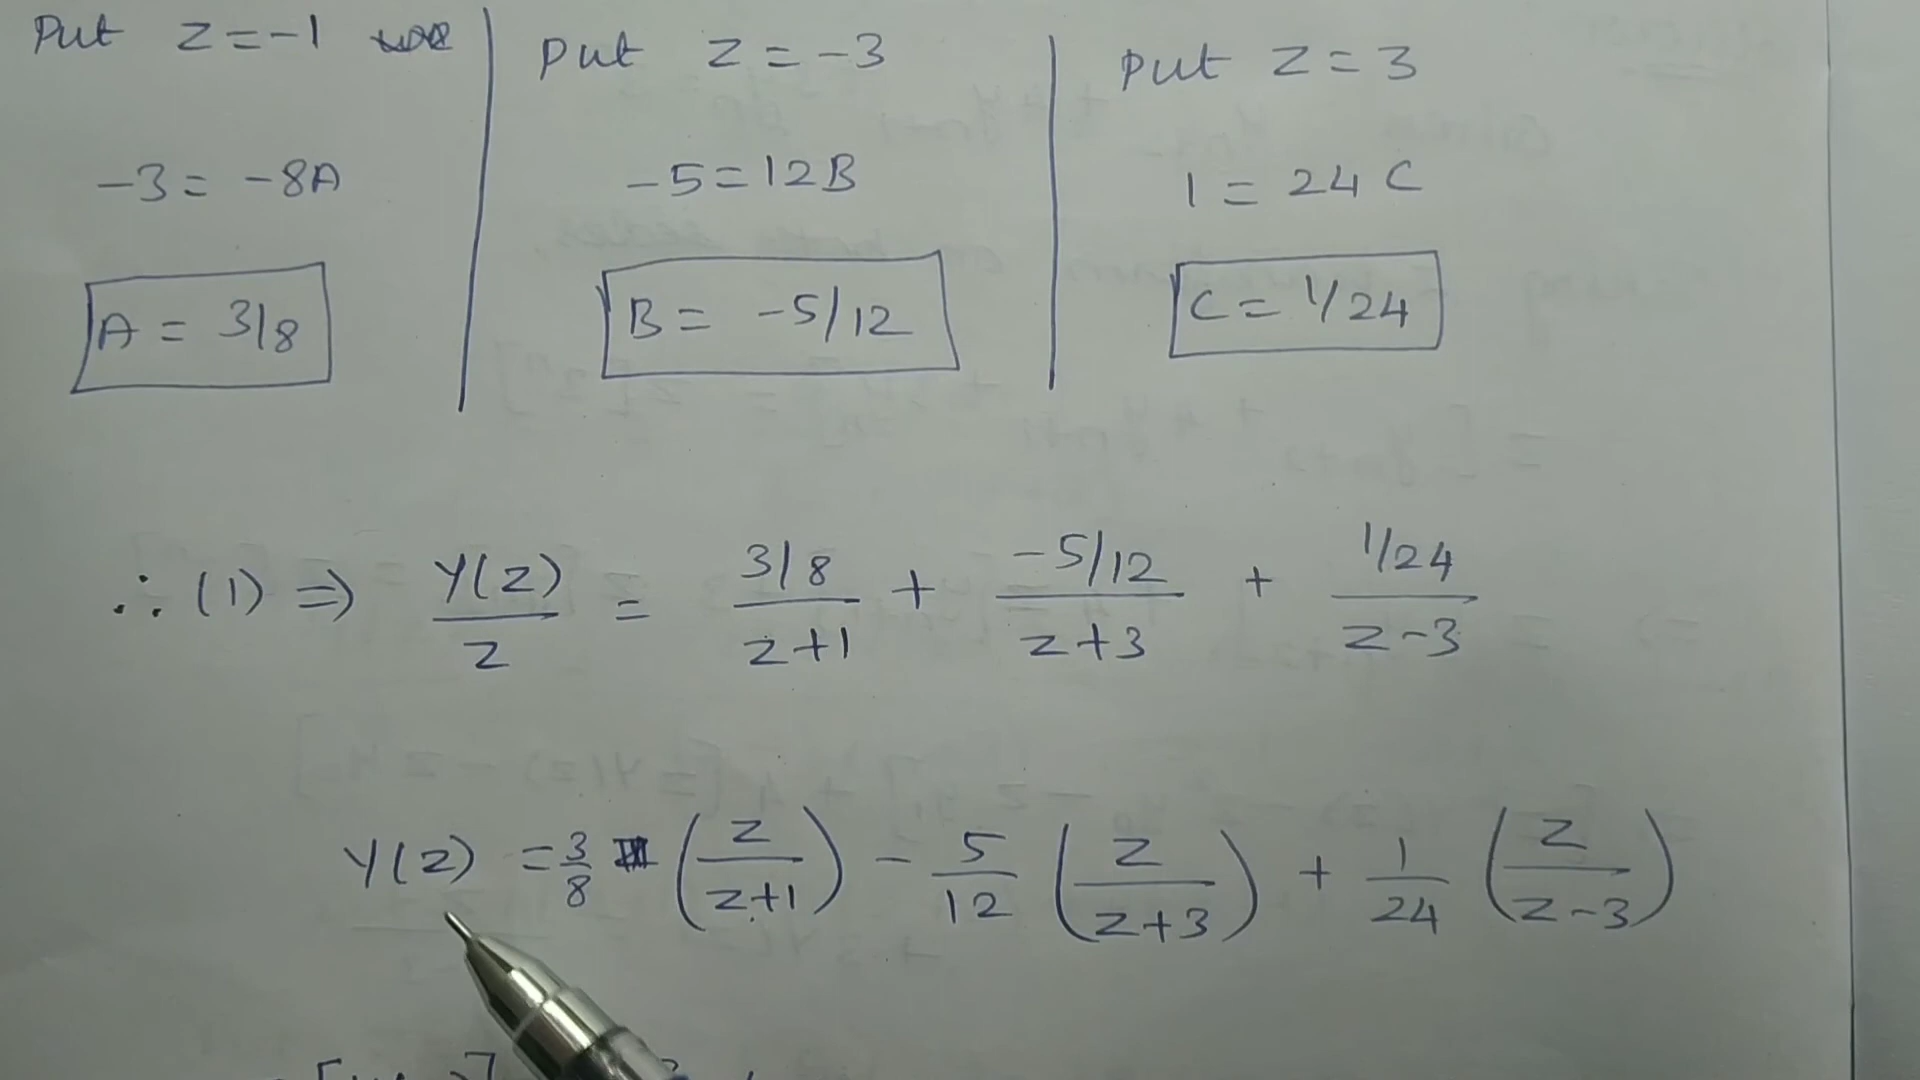 Put z = -1
-3 = -8A
A = 3/8
Put z = -3
-5 = 12B
B = -5/12
Put z = 3
1 = 24 C
C = 1/24
∴ (1) ⇒ Y(z)/z = (3/8)/(z+1) + (-5/12)/(z+3) + (1/24)/(z-3)
Y(z) = 3/8 (z/(z+1)) - 5/12 (z/(z+3)) + 1/24 (z/(z-3))